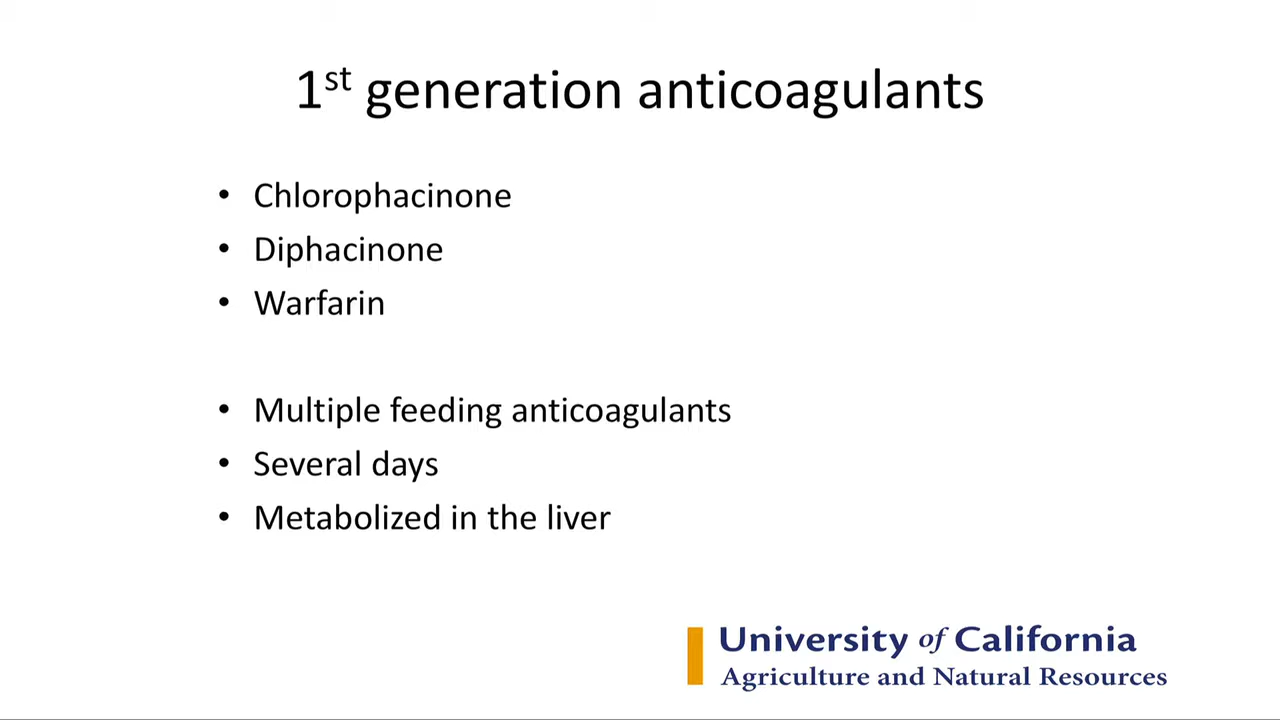 1st generation anticoagulants
• Chlorophacinone
• Diphacinone
• Warfarin
• Multiple feeding anticoagulants
• Several days
• Metabolized in the liver
University of California
Agriculture and Natural Resources